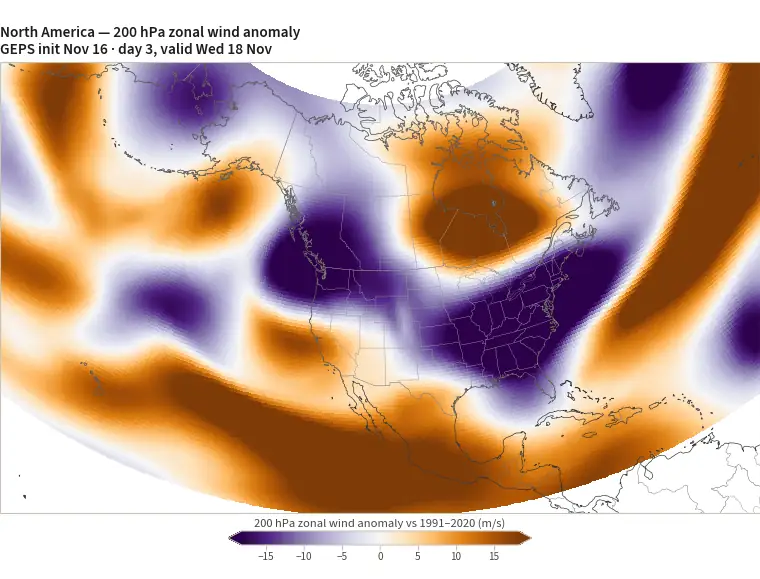 North America — 200 hPa zonal wind anomaly
GEPS init Nov 16 · day 3, valid Wed 18 Nov
200 hPa zonal wind anomaly vs 1991–2020 (m/s)
−15 −10 −5 0 5 10 15